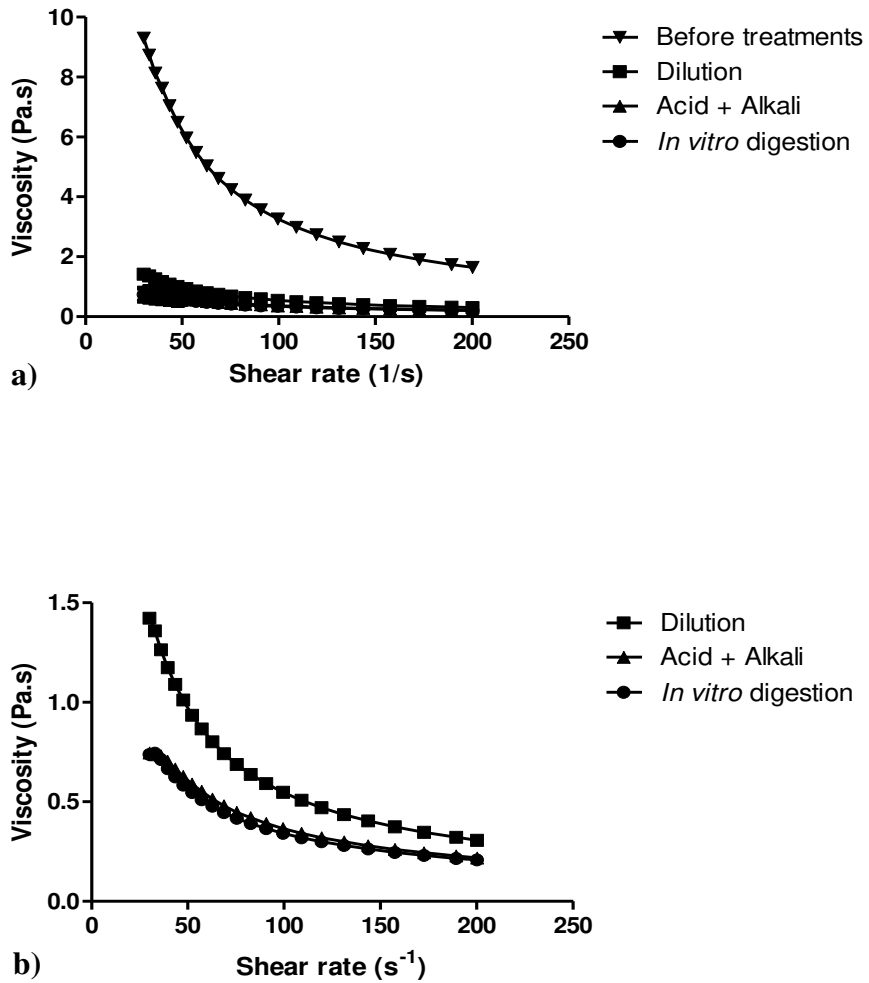 10
8
6
4
2
0
Viscosity (Pa.s)
0 50 100 150 200 250
Shear rate (1/s)
a)
Before treatments
Dilution
Acid + Alkali
In vitro digestion
1.5
1.0
0.5
0.0
Viscosity (Pa.s)
0 50 100 150 200 250
Shear rate (s⁻¹)
b)
Dilution
Acid + Alkali
In vitro digestion